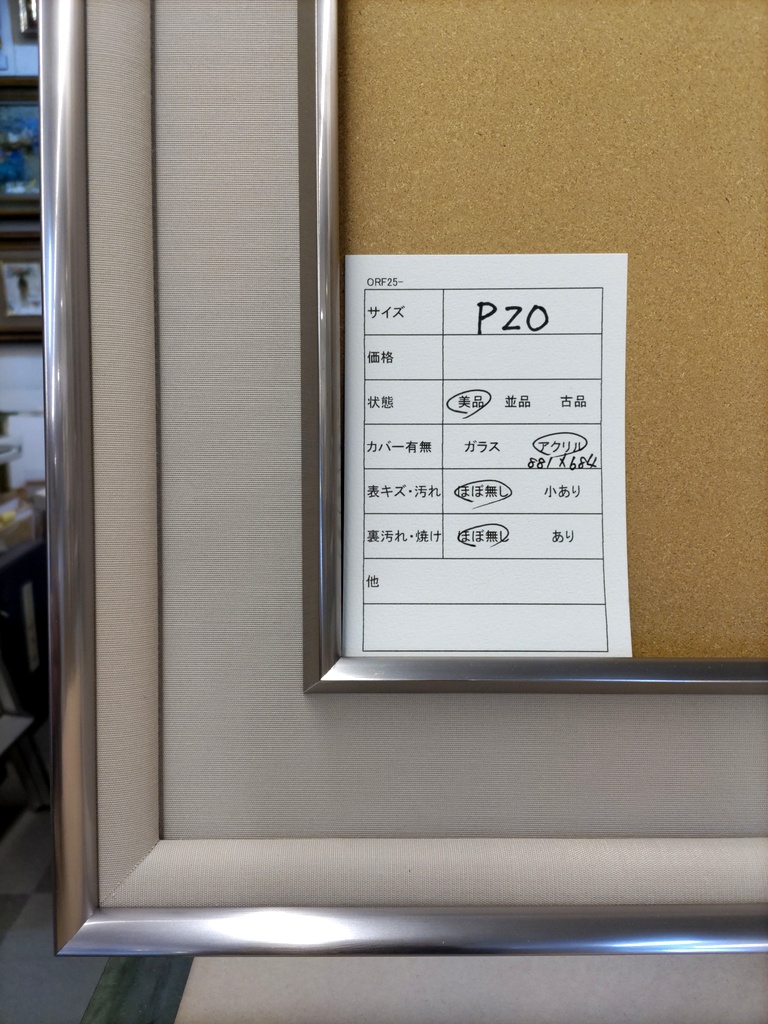 ORF25-
サイズ P20
価格
状態 美品 並品 古品
カバー有無 ガラス アクリル
881×684
表キズ・汚れ ほぼ無し 小あり
裏汚れ・焼け ほぼ無し あり
他